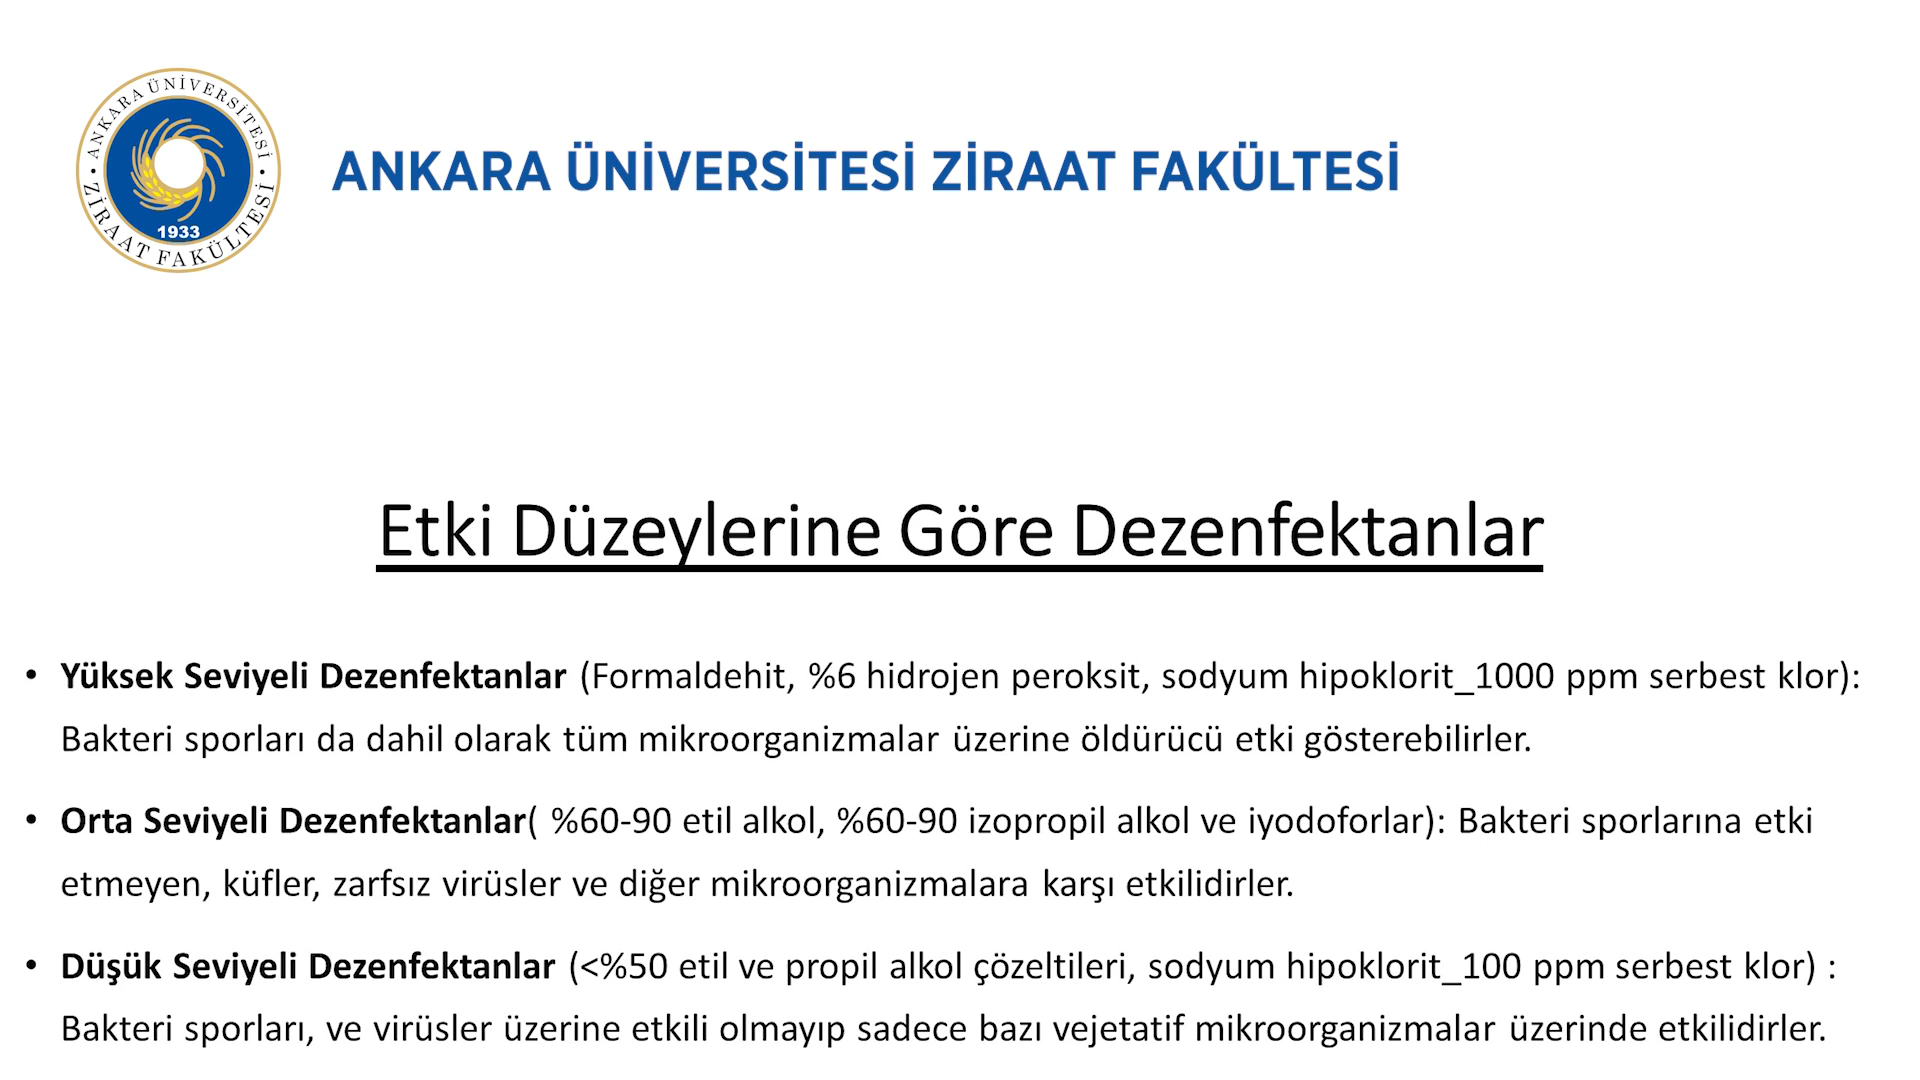 ANKARA ÜNİVERSİTESİ
ZİRAAT FAKÜLTESİ
1933
ANKARA ÜNİVERSİTESİ ZİRAAT FAKÜLTESİ
Etki Düzeylerine Göre Dezenfektanlar
• Yüksek Seviyeli Dezenfektanlar (Formaldehit, %6 hidrojen peroksit, sodyum hipoklorit_1000 ppm serbest klor):
Bakteri sporları da dahil olarak tüm mikroorganizmalar üzerine öldürücü etki gösterebilirler.
• Orta Seviyeli Dezenfektanlar( %60-90 etil alkol, %60-90 izopropil alkol ve iyodoforlar): Bakteri sporlarına etki
etmeyen, küfler, zarfsız virüsler ve diğer mikroorganizmalara karşı etkilidirler.
• Düşük Seviyeli Dezenfektanlar (<%50 etil ve propil alkol çözeltileri, sodyum hipoklorit_100 ppm serbest klor) :
Bakteri sporları, ve virüsler üzerine etkili olmayıp sadece bazı vejetatif mikroorganizmalar üzerinde etkilidirler.